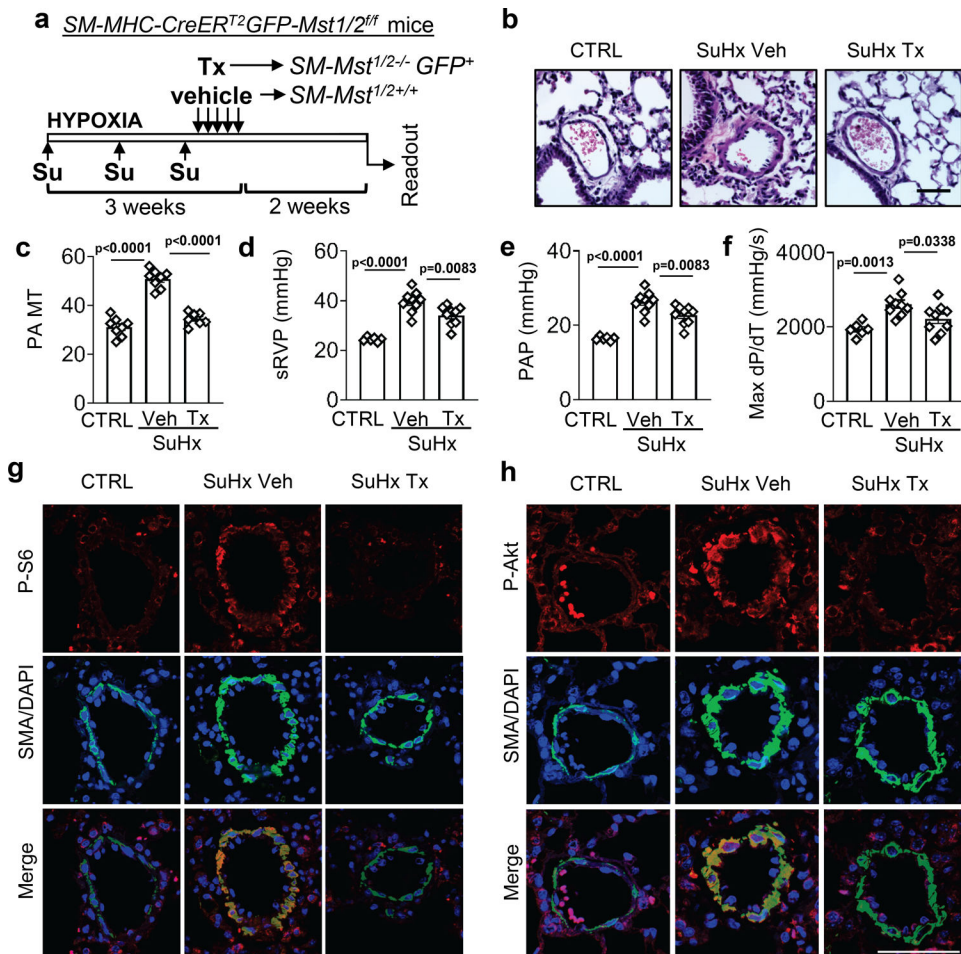 a
SM-MHC-CreER^T2GFP-Mst1/2^f/f mice
Tx → SM-Mst^1/2-/- GFP^+
vehicle → SM-Mst^1/2+/+
HYPOXIA
Su Su Su
3 weeks 2 weeks
Readout
b
CTRL SuHx Veh SuHx Tx
c
p<0.0001 p<0.0001
PA MT
60
40
20
0
CTRL Veh Tx
SuHx
d
p<0.0001 p=0.0083
sRVP (mmHg)
60
40
20
0
CTRL Veh Tx
SuHx
e
p<0.0001 p=0.0083
PAP (mmHg)
40
20
0
CTRL Veh Tx
SuHx
f
p=0.0338
p=0.0013
Max dP/dT (mmHg/s)
4000
2000
0
CTRL Veh Tx
SuHx
g
CTRL SuHx Veh SuHx Tx
P-S6
SMA/DAPI
Merge
h
CTRL SuHx Veh SuHx Tx
P-Akt
SMA/DAPI
Merge